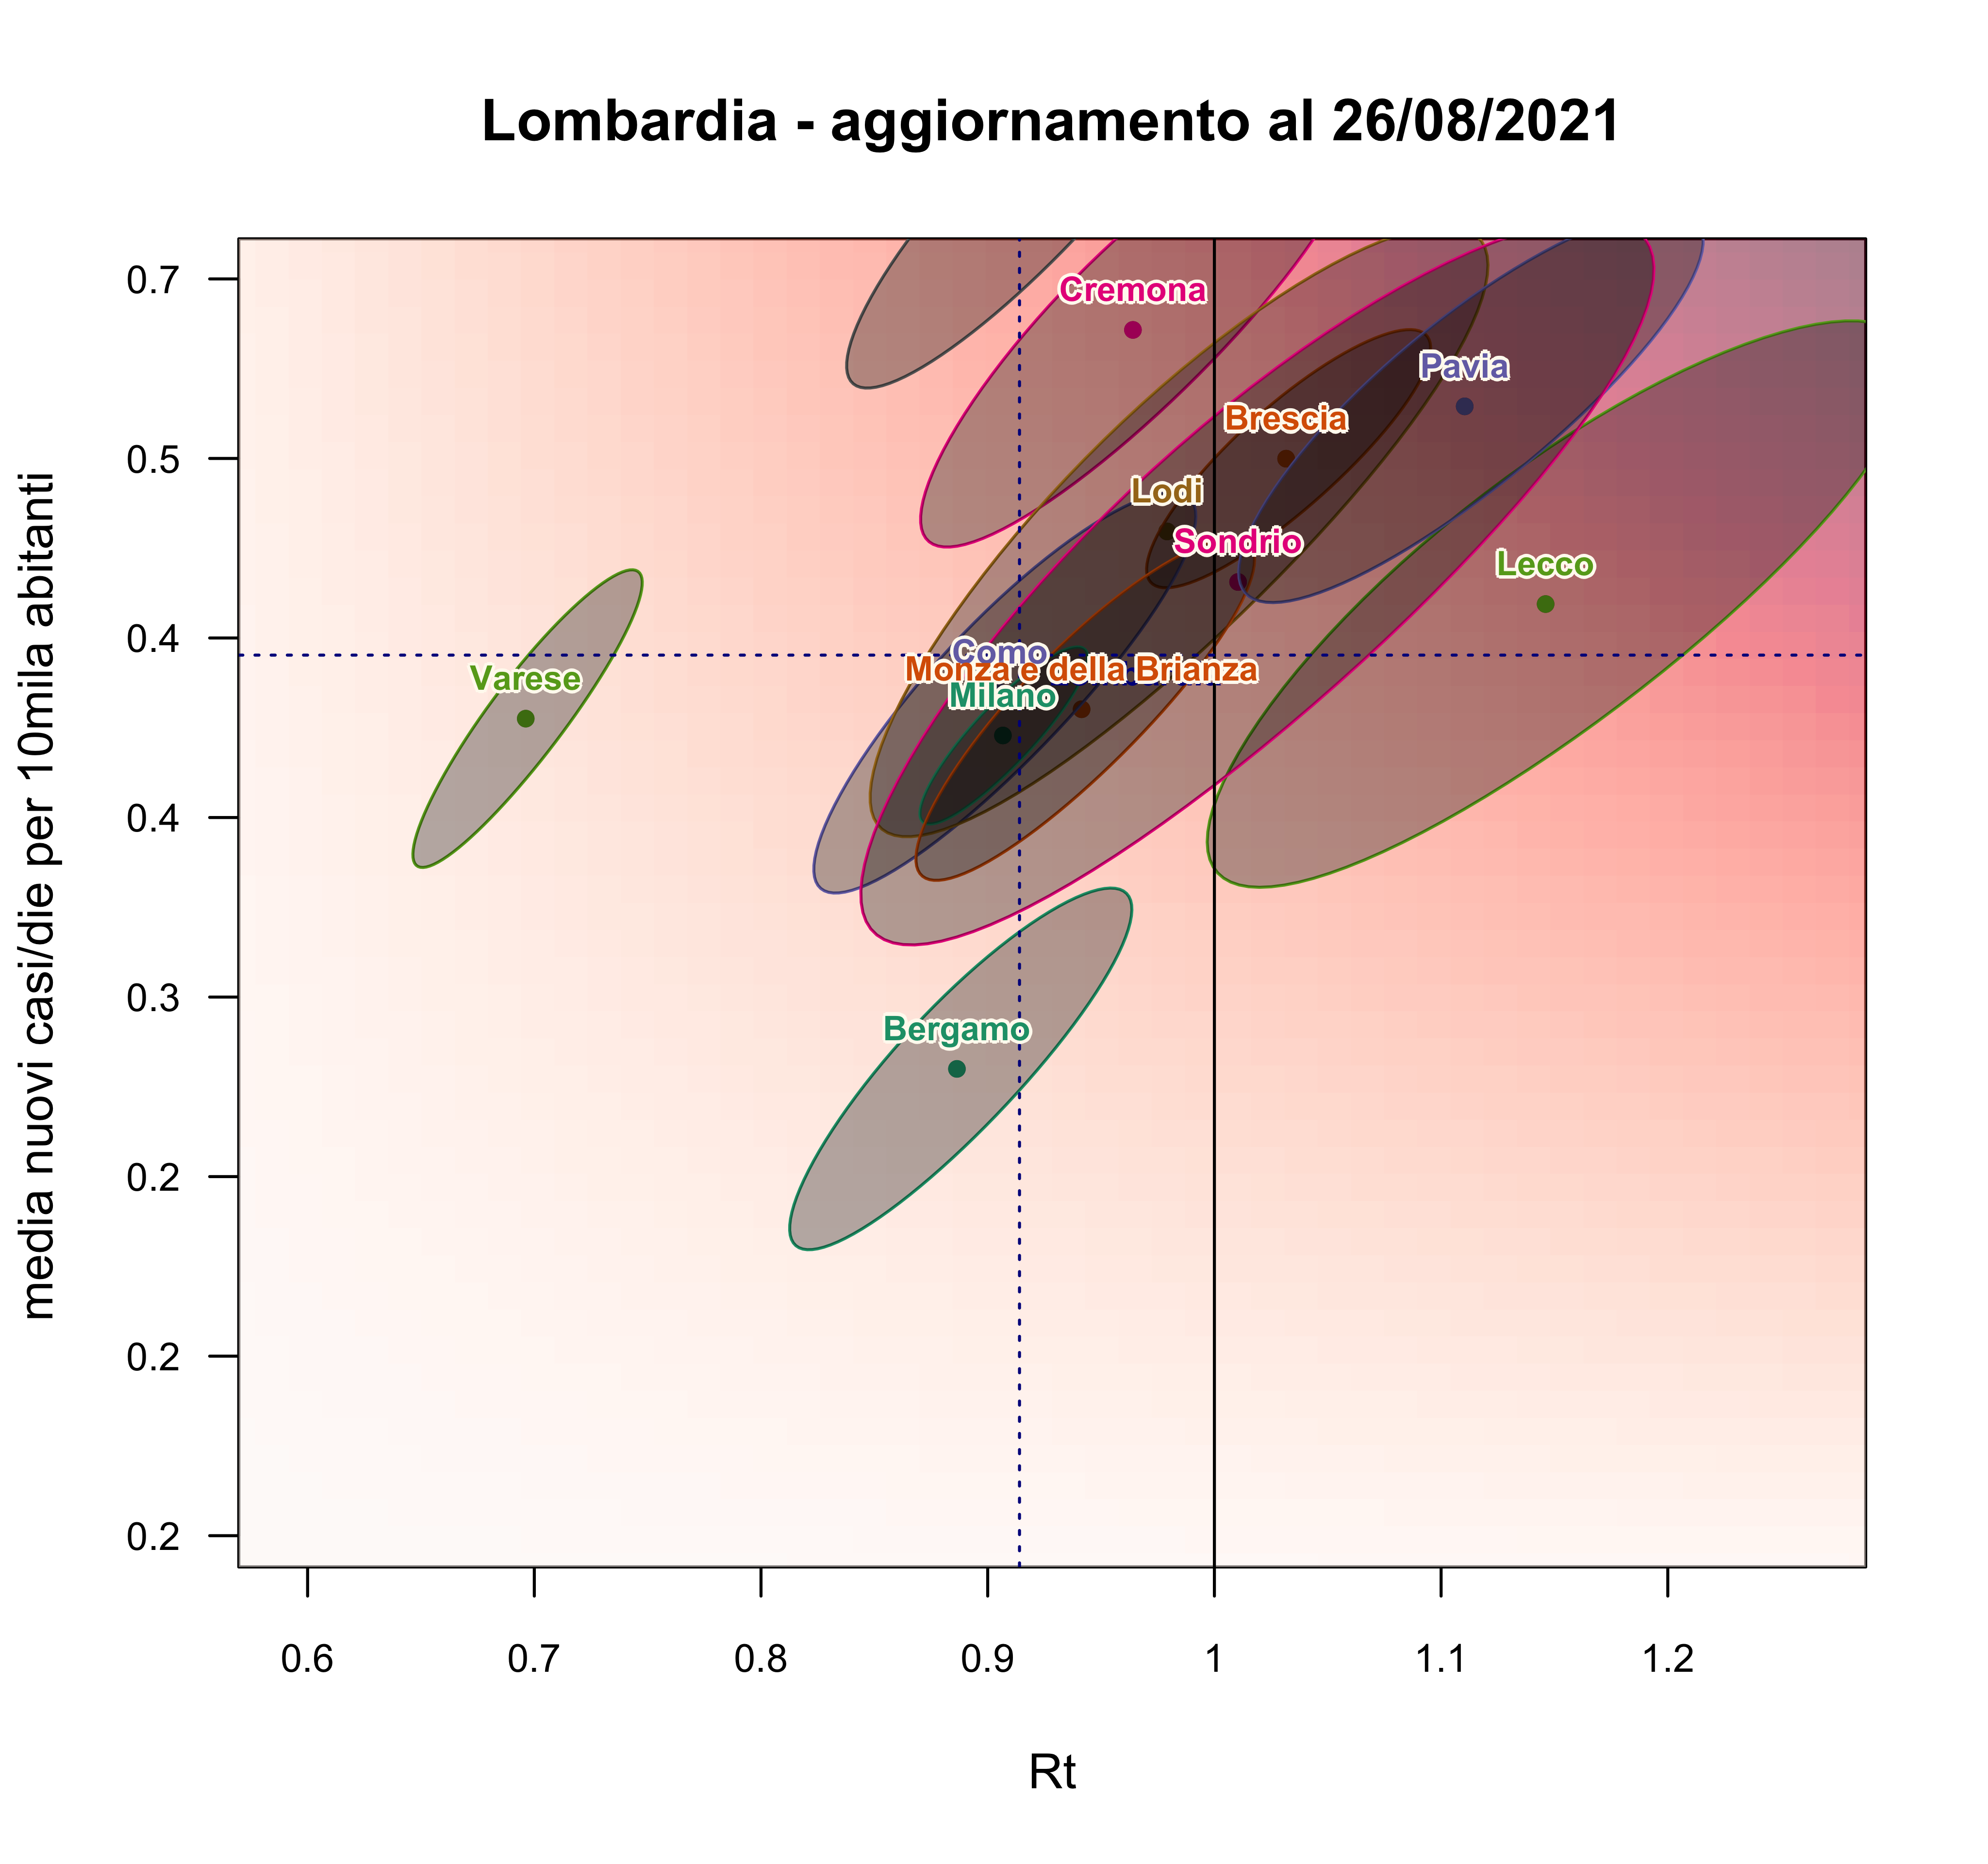 Lombardia - aggiornamento al 26/08/2021
media nuovi casi/die per 10mila abitanti
0.7
0.5
0.4
0.4
0.3
0.2
0.2
0.2
Cremona
Pavia
Brescia
Lodi
Sondrio
Lecco
Como
Monza e della Brianza
Varese
Milano
Bergamo
0.6
0.7
0.8
0.9
1
1.1
1.2
Rt